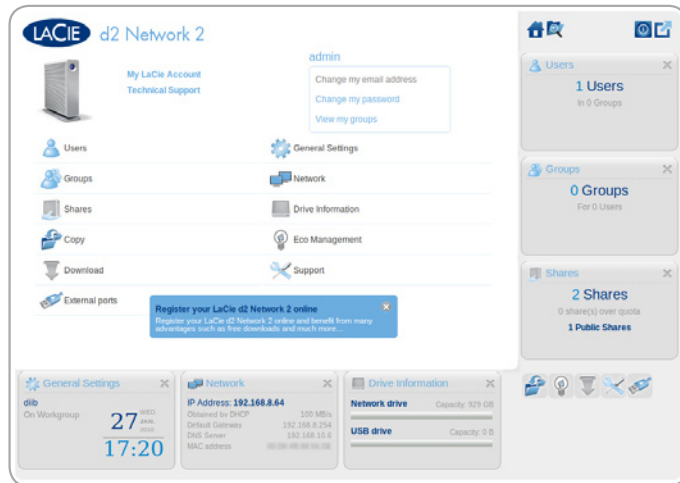 LACIE d2 Network 2
My LaCie Account
Technical Support
admin
Change my email address
Change my password
View my groups
Users
General Settings
Groups
Network
Shares
Drive Information
Copy
Eco Management
Download
Support
External ports
Register your LaCie d2 Network 2 online
Register your LaCie d2 Network 2 online and benefit from many
advantages such as free downloads and much more...
Users
1 Users
In 0 Groups
Groups
0 Groups
For 0 Users
Shares
2 Shares
0 share(s) over quota
1 Public Shares
General Settings
dlib
On Workgroup
27 WED.
JAN.
2010
17:20
Network
IP Address: 192.168.8.64
Obtained by DHCP 100 MB/s
Default Gateway 192.168.8.254
DNS Server 192.168.10.6
MAC address
Drive Information
Network drive Capacity: 929 GB
USB drive Capacity: 0 B